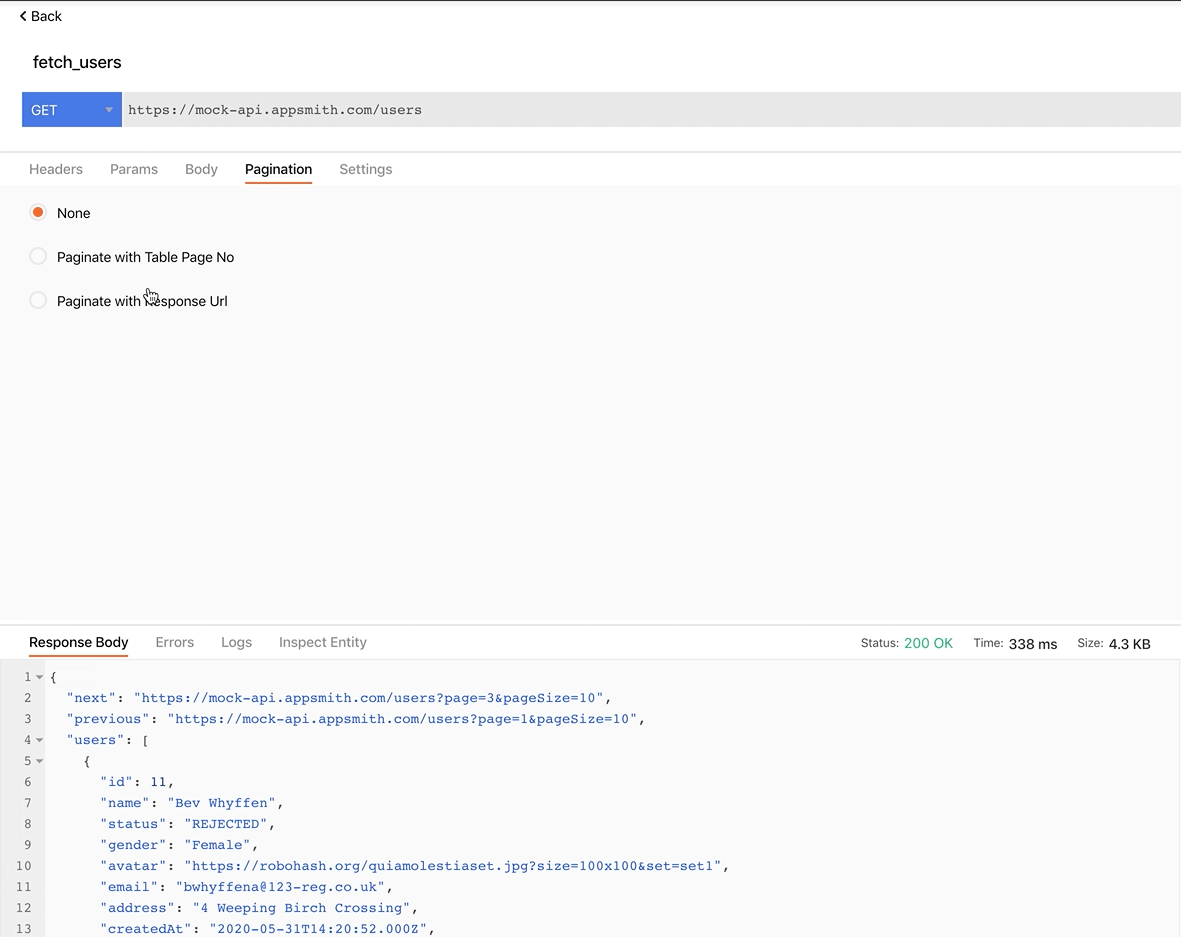 Back
fetch_users
GET https://mock-api.appsmith.com/users
Headers Params Body Pagination Settings
None
Paginate with Table Page No
Paginate with Response Url
Response Body Errors Logs Inspect Entity Status: 200 OK Time: 338 ms Size: 4.3 KB
1 {
2 "next": "https://mock-api.appsmith.com/users?page=3&pageSize=10",
3 "previous": "https://mock-api.appsmith.com/users?page=1&pageSize=10",
4 "users": [
5 {
6 "id": 11,
7 "name": "Bev Whyffen",
8 "status": "REJECTED",
9 "gender": "Female",
10 "avatar": "https://robohash.org/quiamolestiaset.jpg?size=100x100&set=set1",
11 "email": "bwhyffena@123-reg.co.uk",
12 "address": "4 Weeping Birch Crossing",
13 "createdAt": "2020-05-31T14:20:52.000Z",